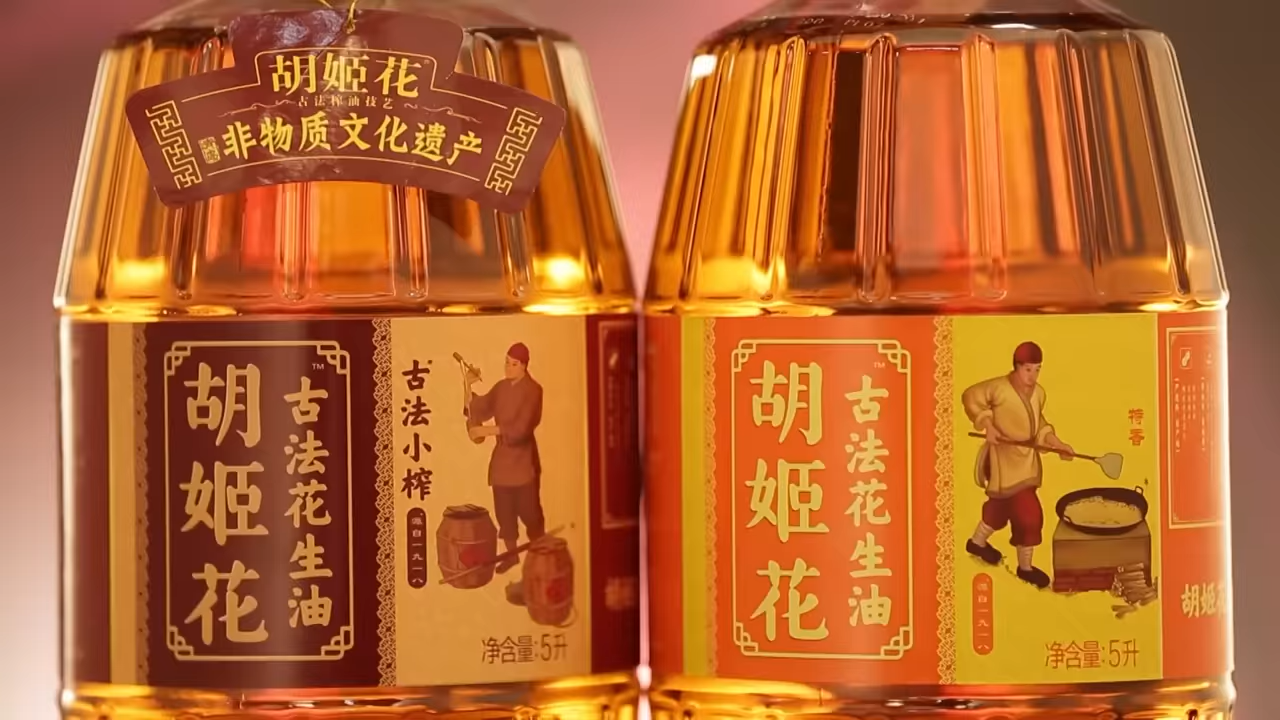 胡姬花
古法榨油技艺
非物质文化遗产
胡姬花
古法花生油
TM
古法小榨
源自一九一八
净含量:5升
胡姬花
古法花生油
TM
特香
源自一九一八
净含量:5升
胡姬花